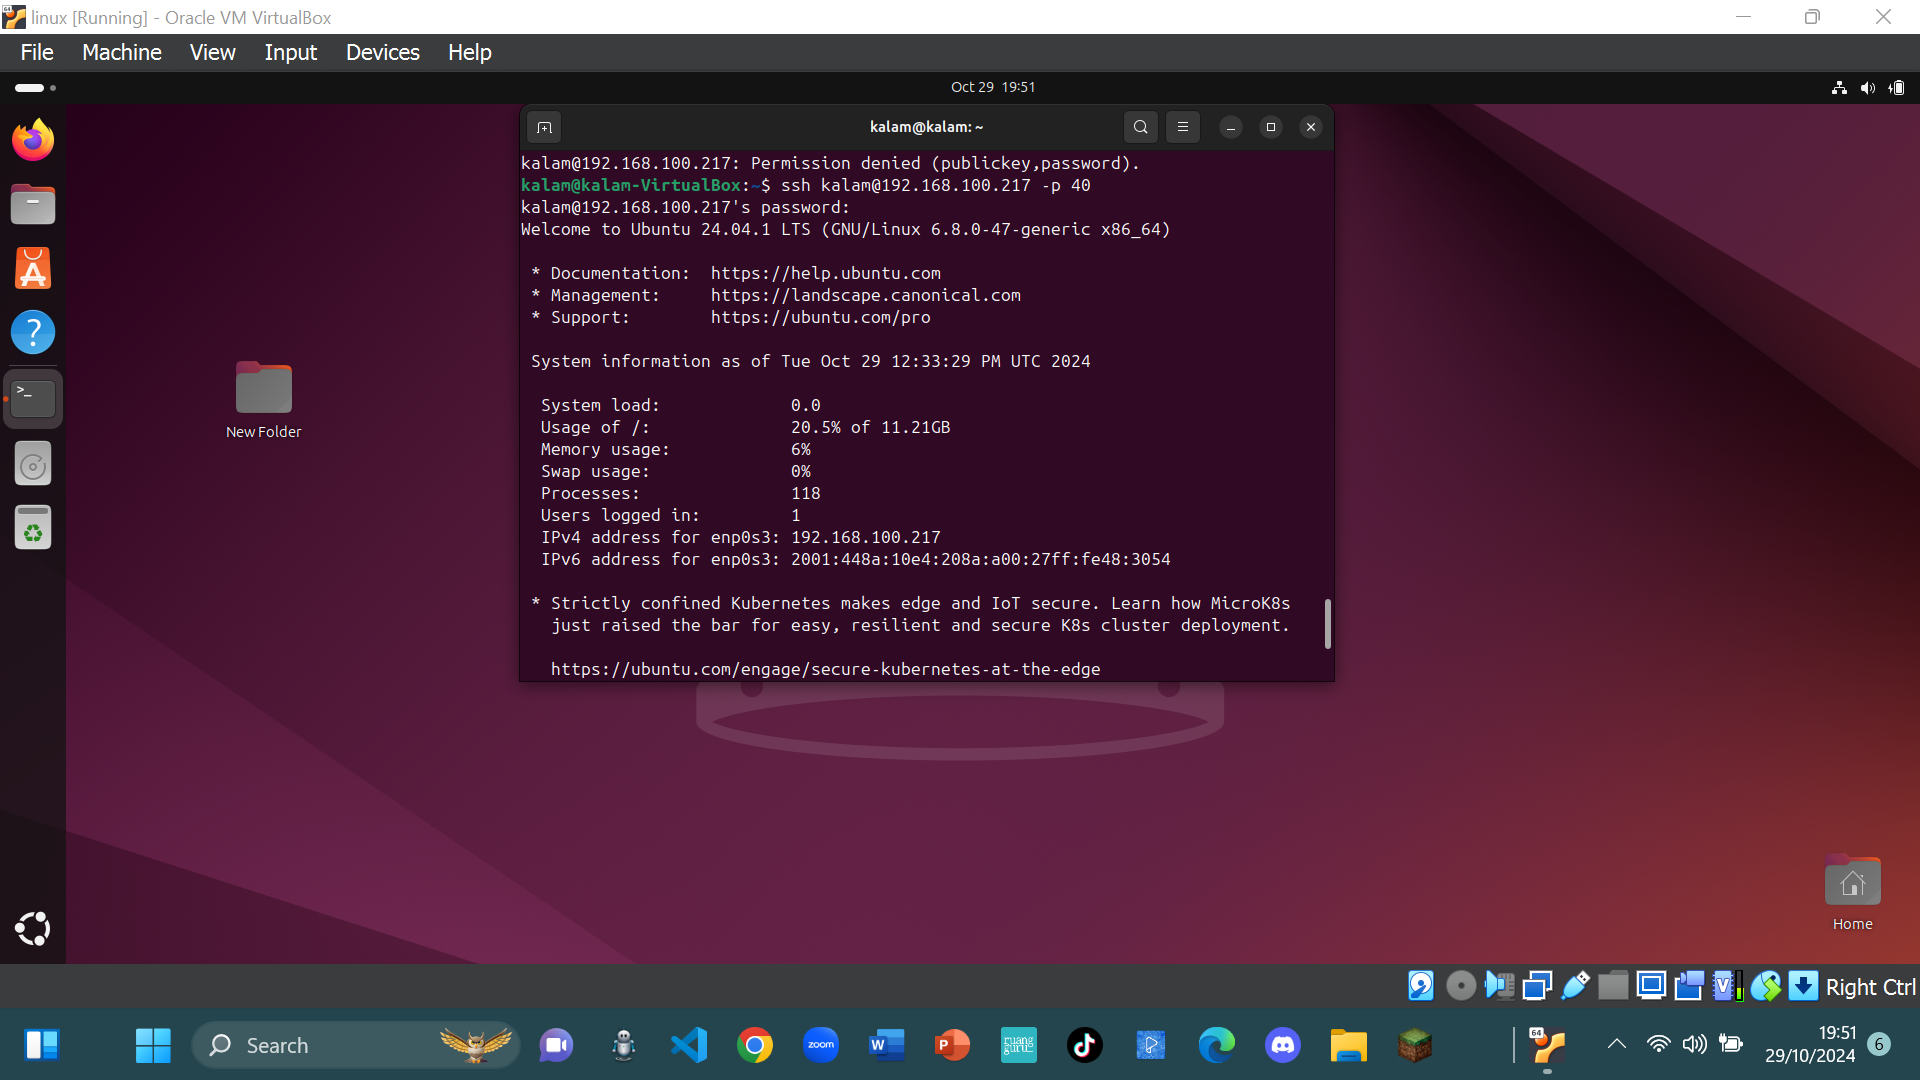 linux [Running] - Oracle VM VirtualBox
File Machine View Input Devices Help
Oct 29 19:51
kalam@kalam: ~
kalam@192.168.100.217: Permission denied (publickey,password).
kalam@kalam-VirtualBox:~$ ssh kalam@192.168.100.217 -p 40
kalam@192.168.100.217's password:
Welcome to Ubuntu 24.04.1 LTS (GNU/Linux 6.8.0-47-generic x86_64)
* Documentation: https://help.ubuntu.com
* Management: https://landscape.canonical.com
* Support: https://ubuntu.com/pro
System information as of Tue Oct 29 12:33:29 PM UTC 2024
System load: 0.0
Usage of /: 20.5% of 11.21GB
Memory usage: 6%
Swap usage: 0%
Processes: 118
Users logged in: 1
IPv4 address for enp0s3: 192.168.100.217
IPv6 address for enp0s3: 2001:448a:10e4:208a:a00:27ff:fe48:3054
* Strictly confined Kubernetes makes edge and IoT secure. Learn how MicroK8s
just raised the bar for easy, resilient and secure K8s cluster deployment.
https://ubuntu.com/engage/secure-kubernetes-at-the-edge
New Folder
Home
Right Ctrl
Search
zoom
ruang
guru
64
19:51
29/10/2024
6